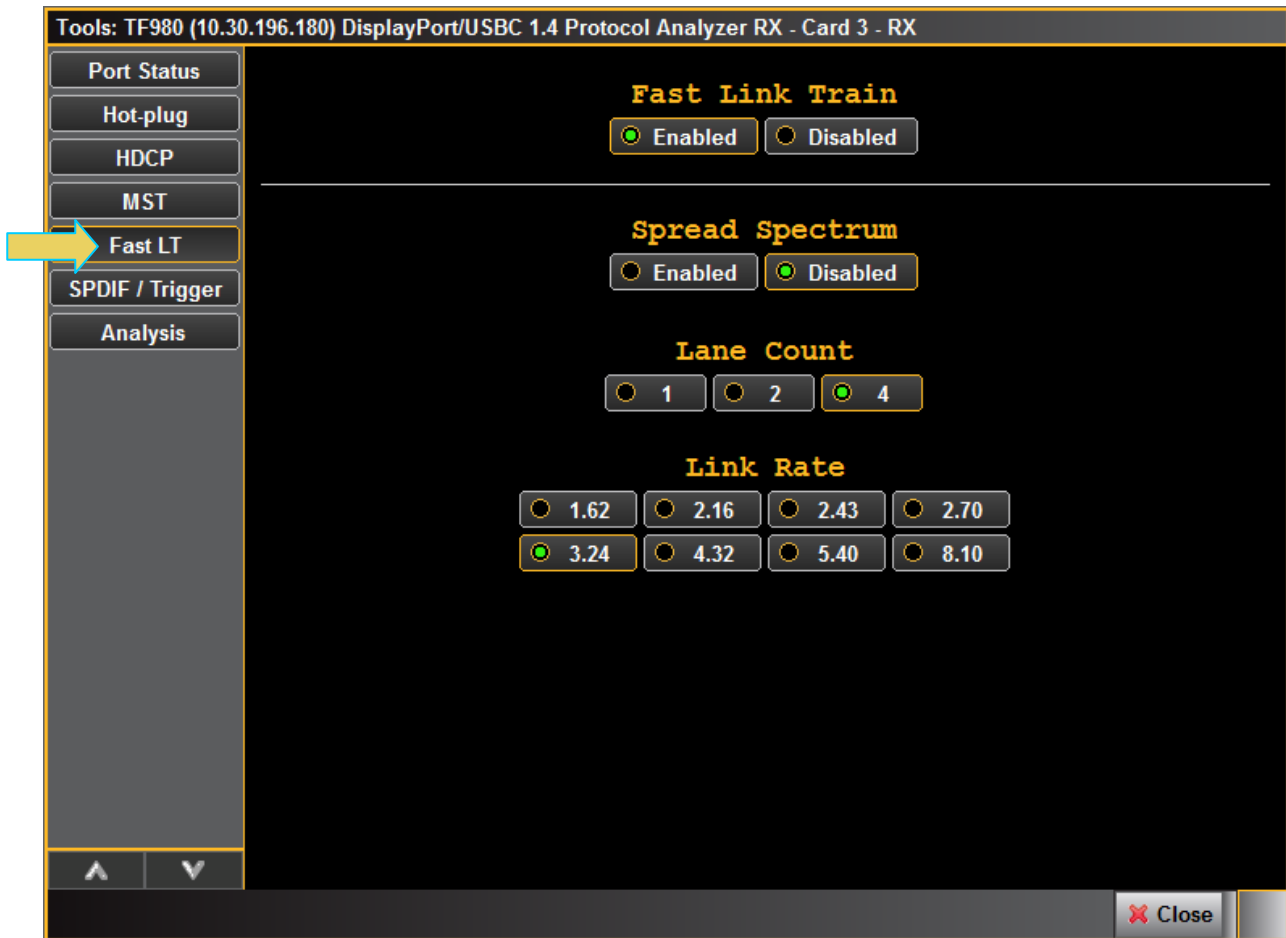 Tools: TF980 (10.30.196.180) DisplayPort/USBC 1.4 Protocol Analyzer RX - Card 3 - RX
Port Status
Hot-plug
HDCP
MST
Fast LT
SPDIF / Trigger
Analysis
Fast Link Train
Enabled Disabled
Spread Spectrum
Enabled Disabled
Lane Count
1 2 4
Link Rate
1.62 2.16 2.43 2.70
3.24 4.32 5.40 8.10
Close